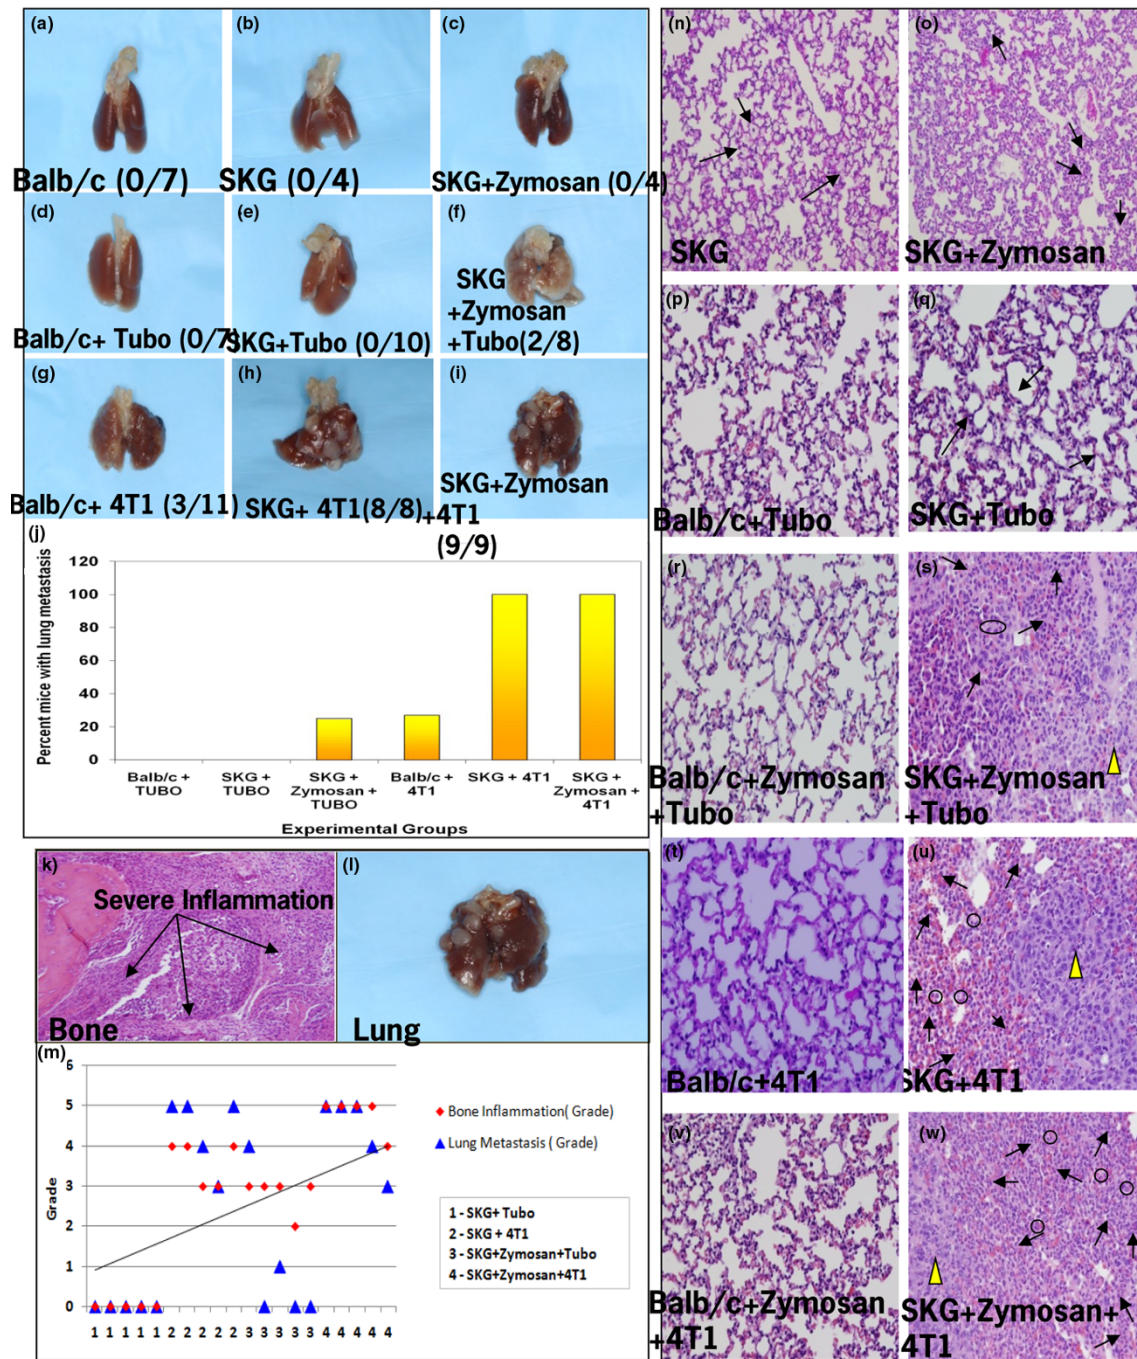 (a)
(b)
(c)
Balb/c (0/7)
SKG (0/4)
SKG+Zymosan (0/4)
(d)
(e)
(f)
Balb/c+ Tubo (0/7)
SKG+Tubo (0/10)
SKG
+Zymosan
+Tubo(2/8)
(g)
(h)
(i)
Balb/c+ 4T1 (3/11)
SKG+ 4T1(8/8)
SKG+Zymosan
+4T1
(9/9)
(j)
Percent mice with lung metastasis
120
100
80
60
40
20
0
Balb/c +
TUBO
SKG +
TUBO
SKG +
Zymosan +
TUBO
Balb/c +
4T1
SKG + 4T1
SKG +
Zymosan
+ 4T1
Experimental Groups
k)
Severe Inflammation
Bone
(l)
Lung
(m)
Grade
6
5
4
3
2
1
0
1 1 1 1 1 2 2 2 2 2 3 3 3 3 3 4 4 4 4 4
Bone Inflammation( Grade)
Lung Metastasis ( Grade)
1 - SKG+ Tubo
2 - SKG + 4T1
3 - SKG+Zymosan+Tubo
4 - SKG+Zymosan+4T1
(n)
SKG
(o)
SKG+Zymosan
(p)
Balb/c+Tubo
(q)
SKG+Tubo
(r)
Balb/c+Zymosan
+Tubo
(s)
SKG+Zymosan
+Tubo
(t)
Balb/c+4T1
(u)
SKG+4T1
(v)
Balb/c+Zymosan
+4T1
(w)
SKG+Zymosan+
4T1